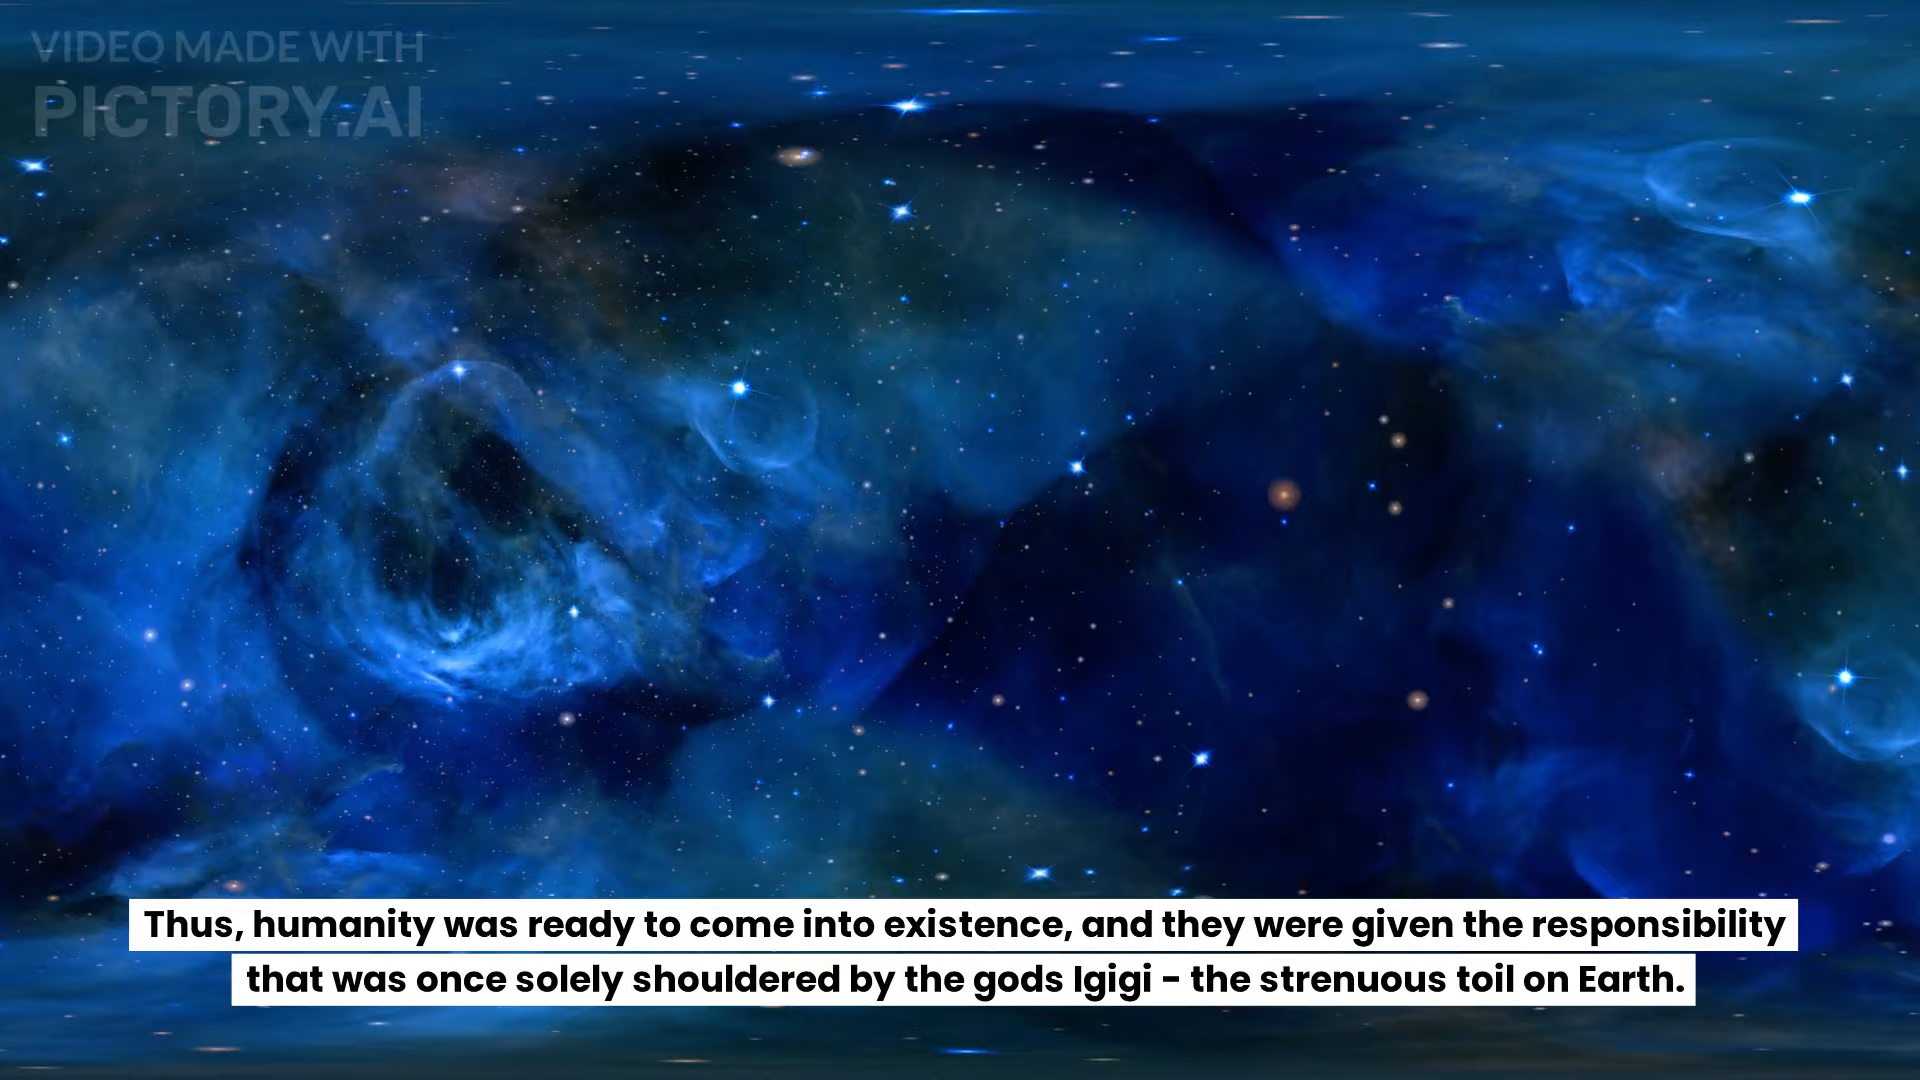 VIDEO MADE WITH
PICTORY.AI
Thus, humanity was ready to come into existence, and they were given the responsibility
that was once solely shouldered by the gods Igigi - the strenuous toil on Earth.